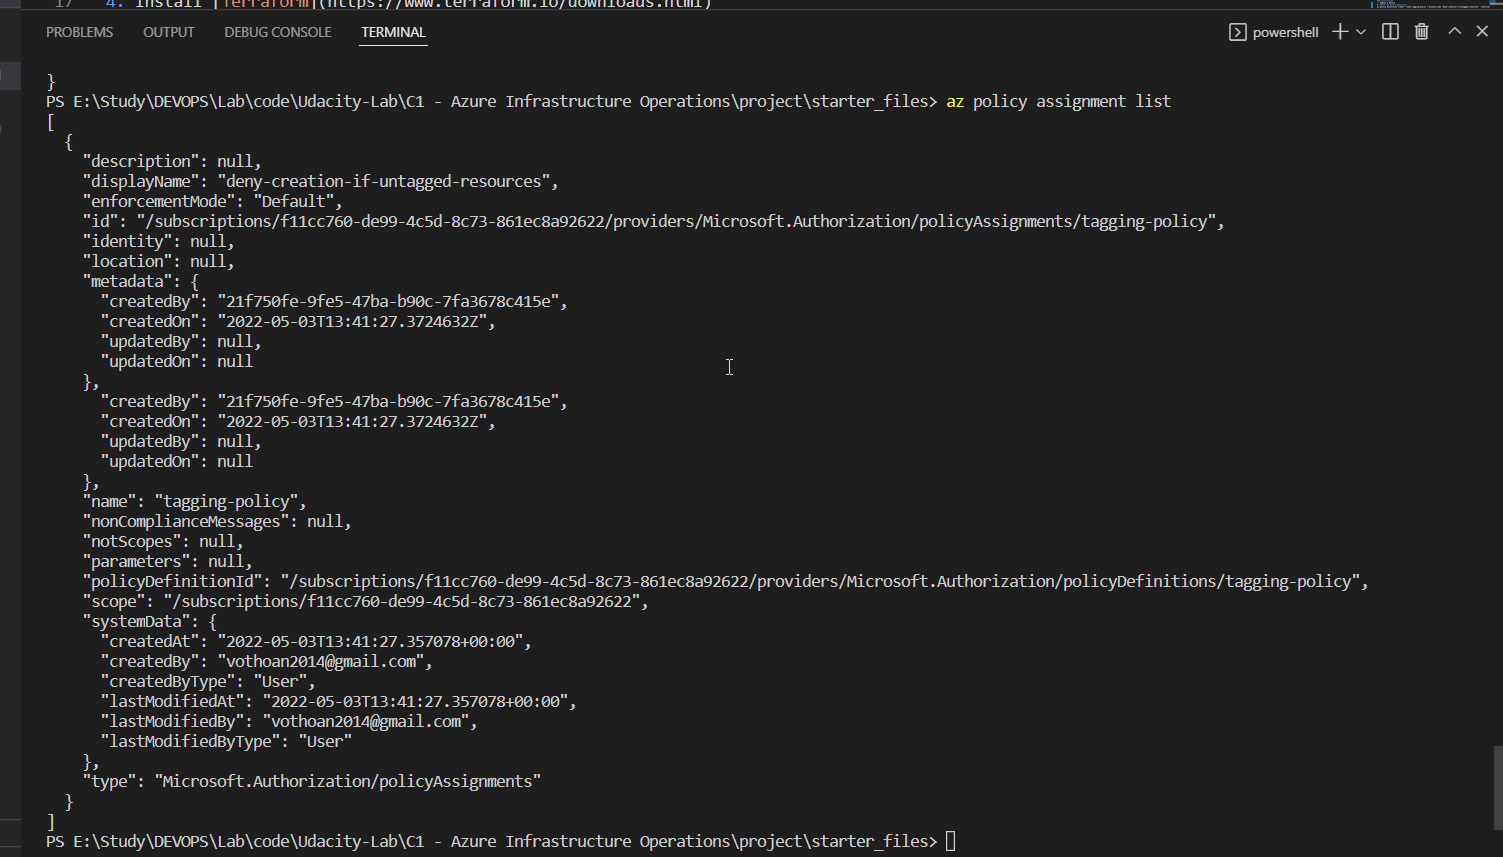 17    4. Install [Terraform](https://www.terraform.io/downloads.html)
PROBLEMS OUTPUT DEBUG CONSOLE TERMINAL powershell
}
PS E:\Study\DEVOPS\Lab\code\Udacity-Lab\C1 - Azure Infrastructure Operations\project\starter_files> az policy assignment list
[
  {
    "description": null,
    "displayName": "deny-creation-if-untagged-resources",
    "enforcementMode": "Default",
    "id": "/subscriptions/f11cc760-de99-4c5d-8c73-861ec8a92622/providers/Microsoft.Authorization/policyAssignments/tagging-policy",
    "identity": null,
    "location": null,
    "metadata": {
      "createdBy": "21f750fe-9fe5-47ba-b90c-7fa3678c415e",
      "createdOn": "2022-05-03T13:41:27.3724632Z",
      "updatedBy": null,
      "updatedOn": null
    },
      "createdBy": "21f750fe-9fe5-47ba-b90c-7fa3678c415e",
      "createdOn": "2022-05-03T13:41:27.3724632Z",
      "updatedBy": null,
      "updatedOn": null
    },
    "name": "tagging-policy",
    "nonComplianceMessages": null,
    "notScopes": null,
    "parameters": null,
    "policyDefinitionId": "/subscriptions/f11cc760-de99-4c5d-8c73-861ec8a92622/providers/Microsoft.Authorization/policyDefinitions/tagging-policy",
    "scope": "/subscriptions/f11cc760-de99-4c5d-8c73-861ec8a92622",
    "systemData": {
      "createdAt": "2022-05-03T13:41:27.357078+00:00",
      "createdBy": "vothoan2014@gmail.com",
      "createdByType": "User",
      "lastModifiedAt": "2022-05-03T13:41:27.357078+00:00",
      "lastModifiedBy": "vothoan2014@gmail.com",
      "lastModifiedByType": "User"
    },
    "type": "Microsoft.Authorization/policyAssignments"
  }
]
PS E:\Study\DEVOPS\Lab\code\Udacity-Lab\C1 - Azure Infrastructure Operations\project\starter_files>